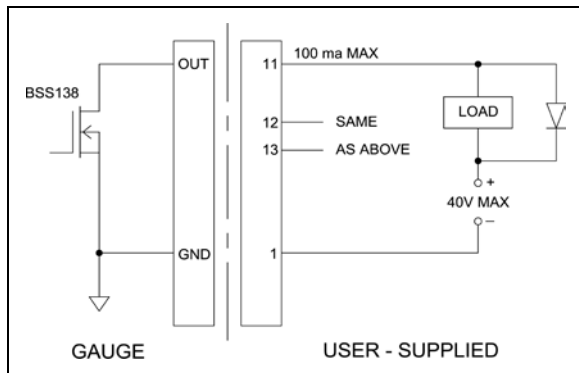 BSS138
OUT
GND
GAUGE
11
100 ma MAX
12
SAME
13
AS ABOVE
LOAD
+
40V MAX
–
1
USER - SUPPLIED